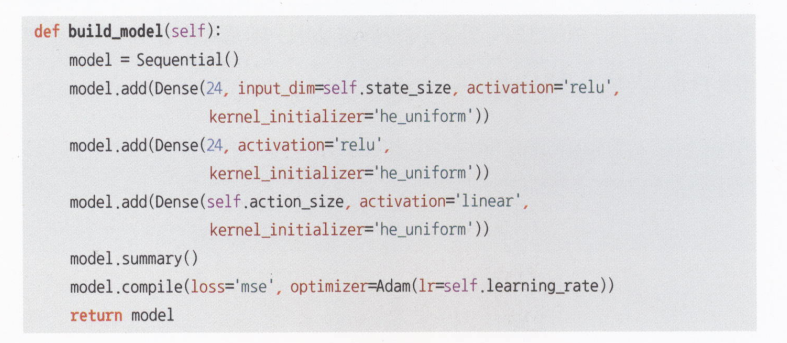 def build_model(self):
    model = Sequential()
    model.add(Dense(24, input_dim=self.state_size, activation='relu',
                    kernel_initializer='he_uniform'))
    model.add(Dense(24, activation='relu',
                    kernel_initializer='he_uniform'))
    model.add(Dense(self.action_size, activation='linear',
                    kernel_initializer='he_uniform'))
    model.summary()
    model.compile(loss='mse', optimizer=Adam(lr=self.learning_rate))
    return model